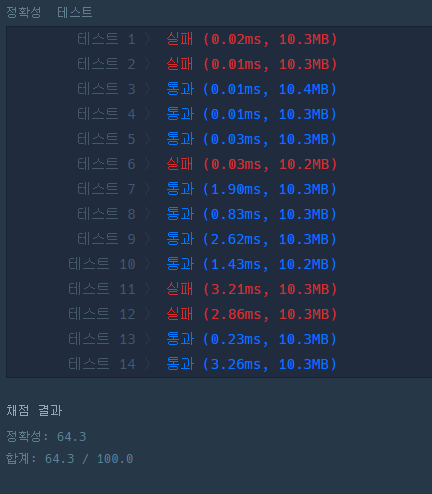 정확성 테스트
테스트 1 〉 실패 (0.02ms, 10.3MB)
테스트 2 〉 실패 (0.01ms, 10.3MB)
테스트 3 〉 통과 (0.01ms, 10.4MB)
테스트 4 〉 통과 (0.01ms, 10.3MB)
테스트 5 〉 통과 (0.03ms, 10.3MB)
테스트 6 〉 실패 (0.03ms, 10.2MB)
테스트 7 〉 통과 (1.90ms, 10.3MB)
테스트 8 〉 통과 (0.83ms, 10.3MB)
테스트 9 〉 통과 (2.62ms, 10.3MB)
테스트 10 〉 통과 (1.43ms, 10.2MB)
테스트 11 〉 실패 (3.21ms, 10.3MB)
테스트 12 〉 실패 (2.86ms, 10.3MB)
테스트 13 〉 통과 (0.23ms, 10.3MB)
테스트 14 〉 통과 (3.26ms, 10.3MB)
채점 결과
정확성: 64.3
합계: 64.3 / 100.0